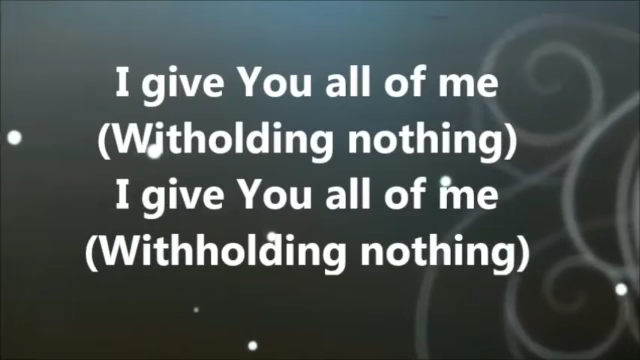 I give You all of me
(Witholding nothing)
I give You all of me
(Withholding nothing)